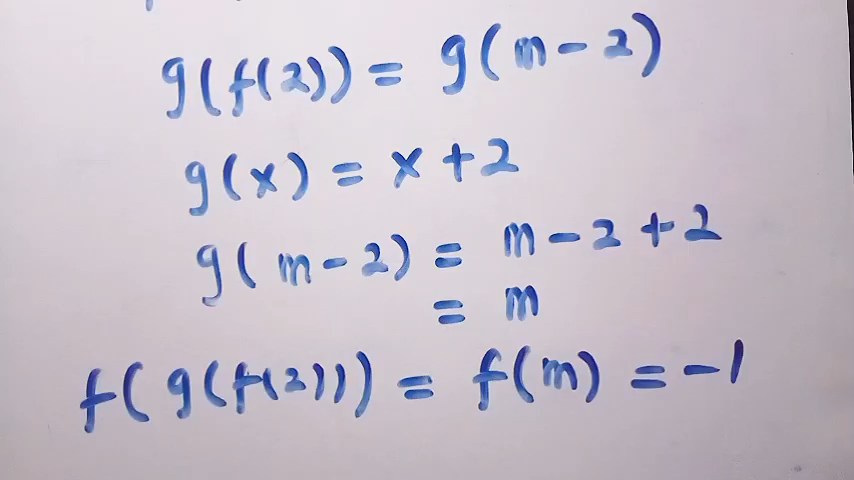 g(f(2)) = g(m - 2)
g(x) = x + 2
g(m - 2) = m - 2 + 2
= m
f(g(f(2))) = f(m) = -1